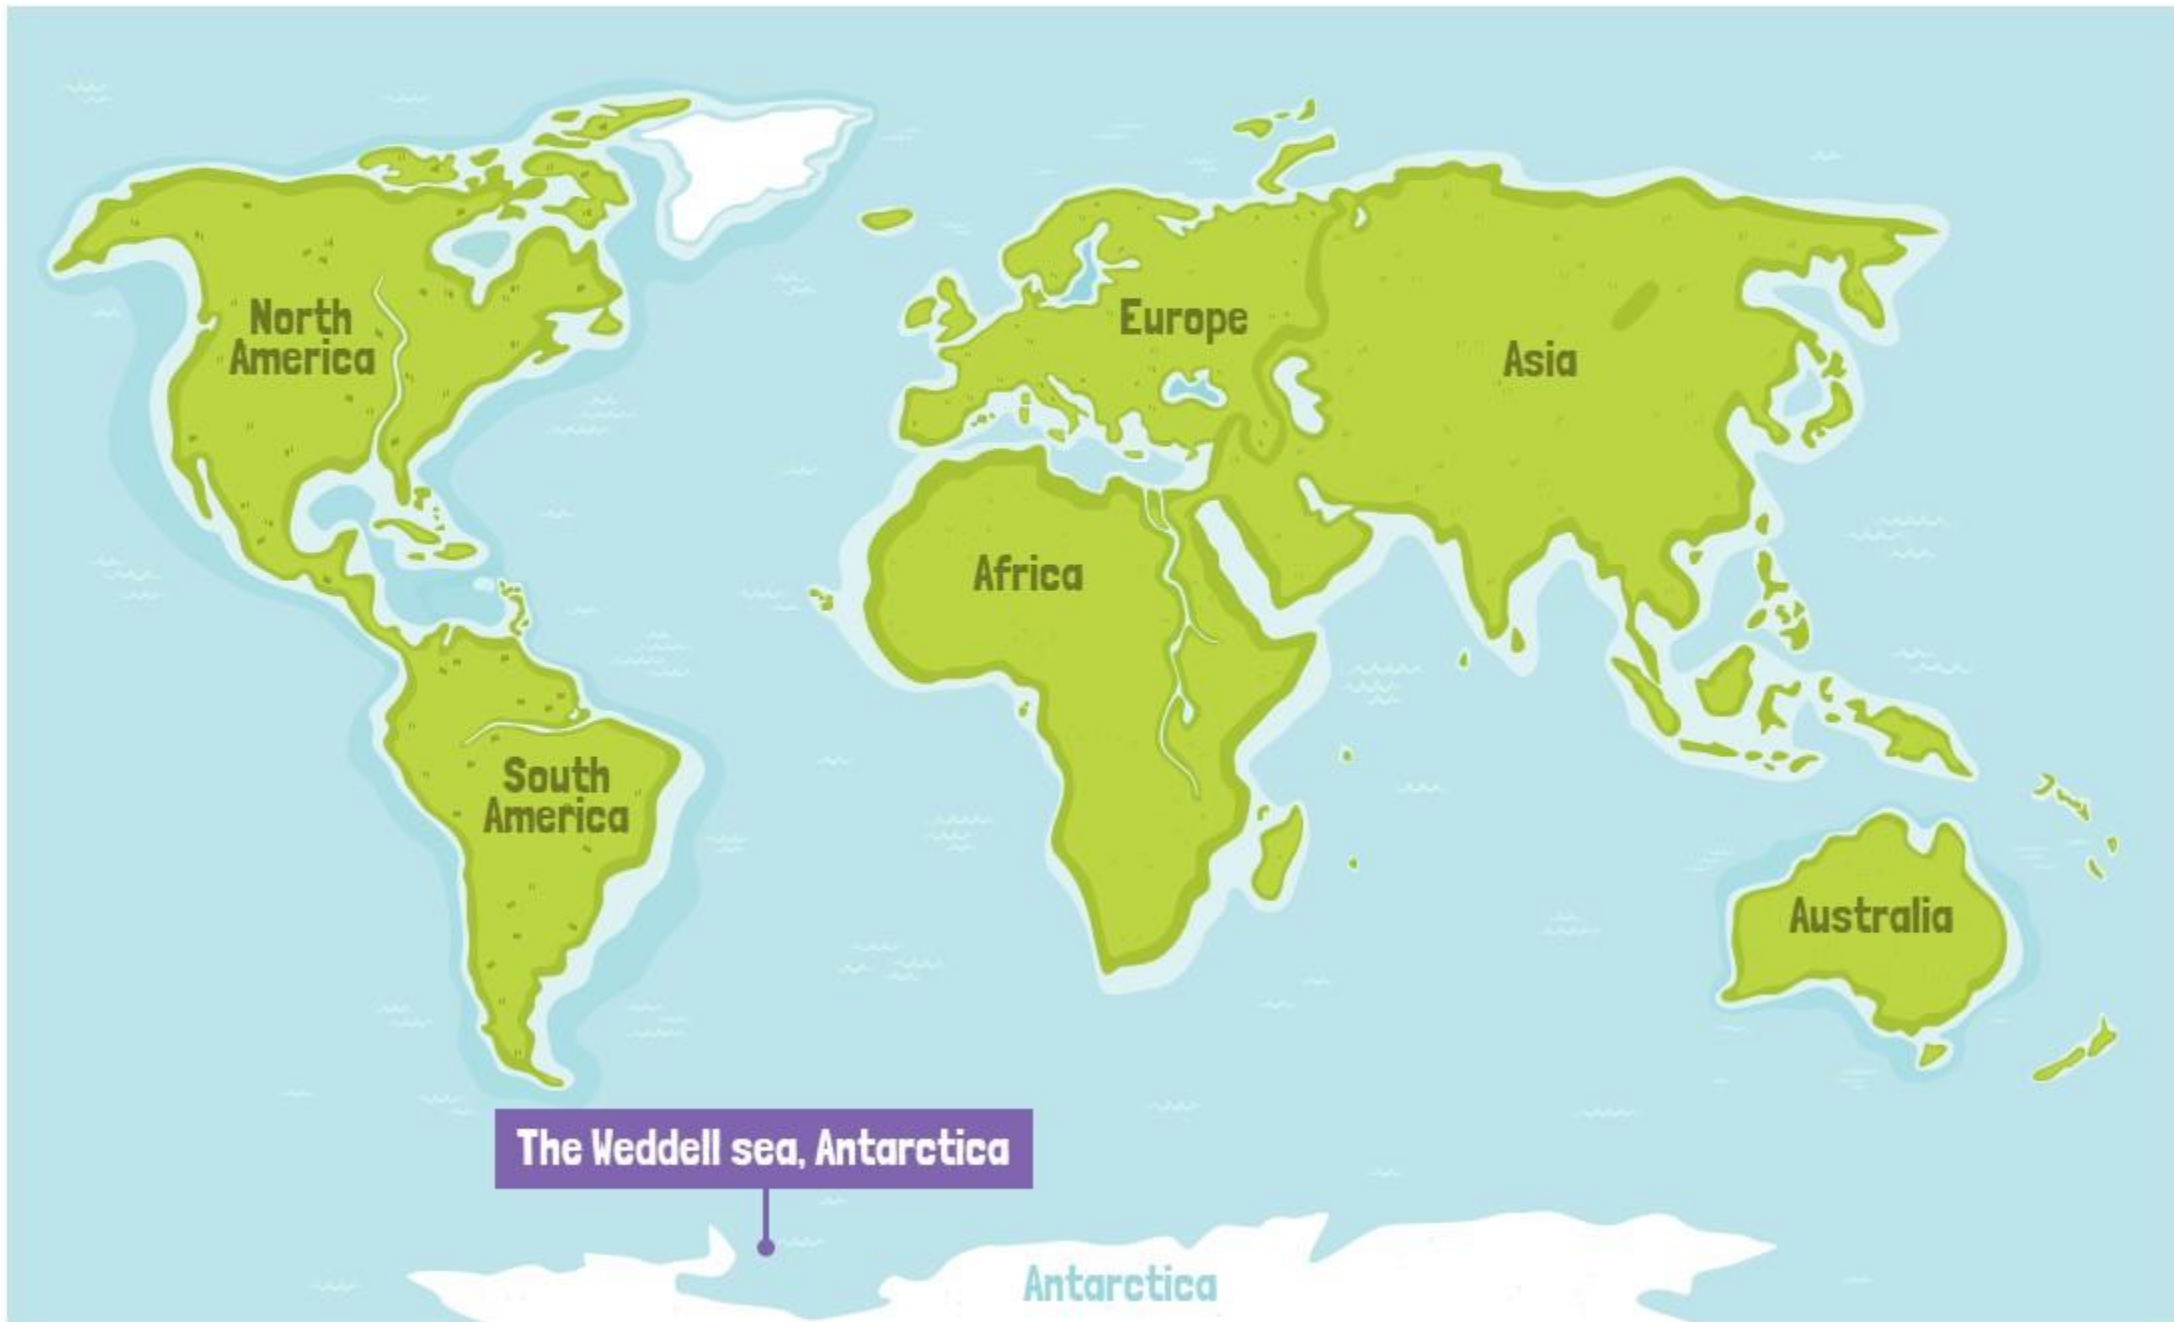 North
America
Europe
Asia
Africa
South
America
Australia
The Weddell sea, Antarctica
Antarctica